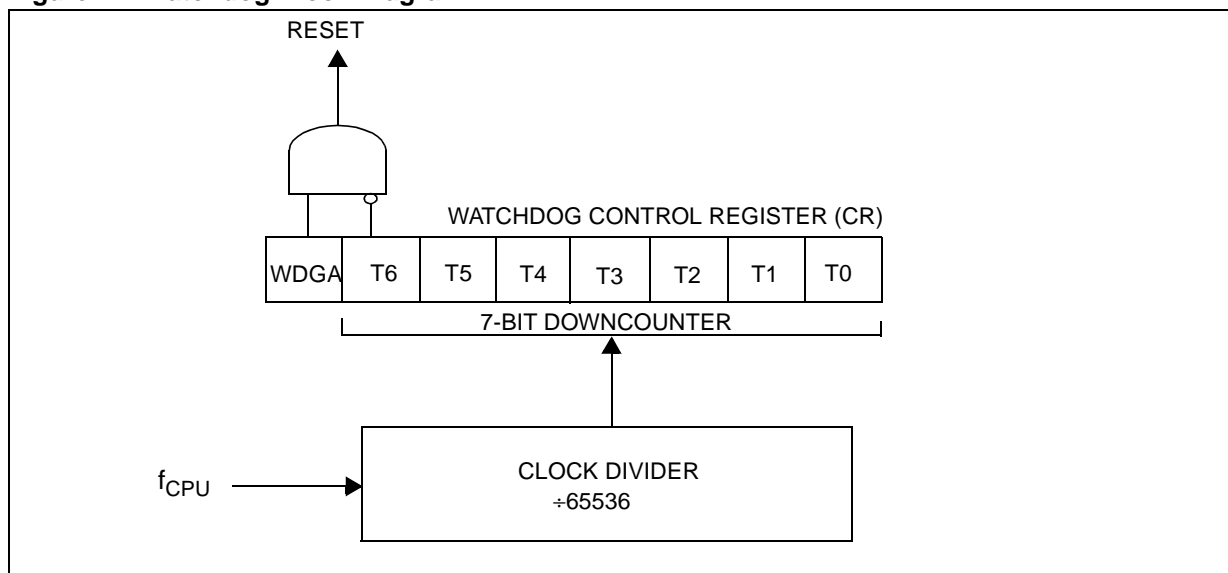 RESET
WATCHDOG CONTROL REGISTER (CR)
WDGA T6 T5 T4 T3 T2 T1 T0
7-BIT DOWNCOUNTER
fCPU
CLOCK DIVIDER
÷65536